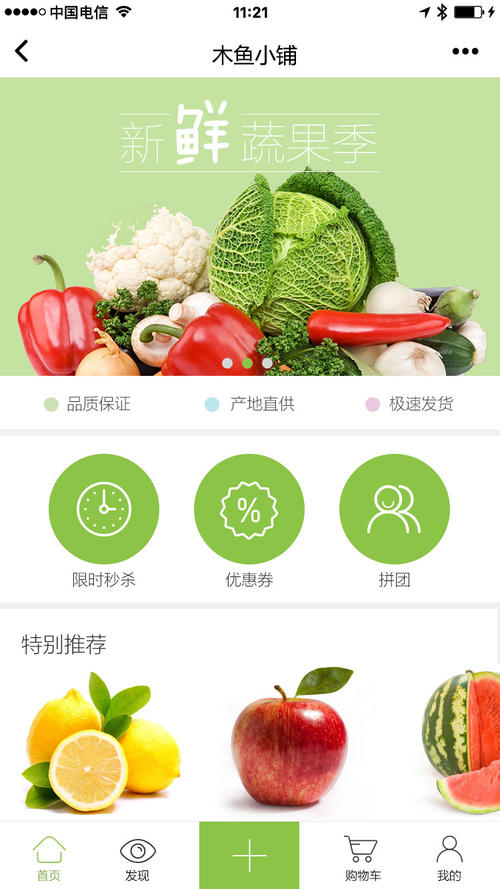 中国电信 11:21
木鱼小铺
新鲜蔬果季
品质保证 产地直供 极速发货
限时秒杀 优惠券 拼团
特别推荐
首页 发现 购物车 我的